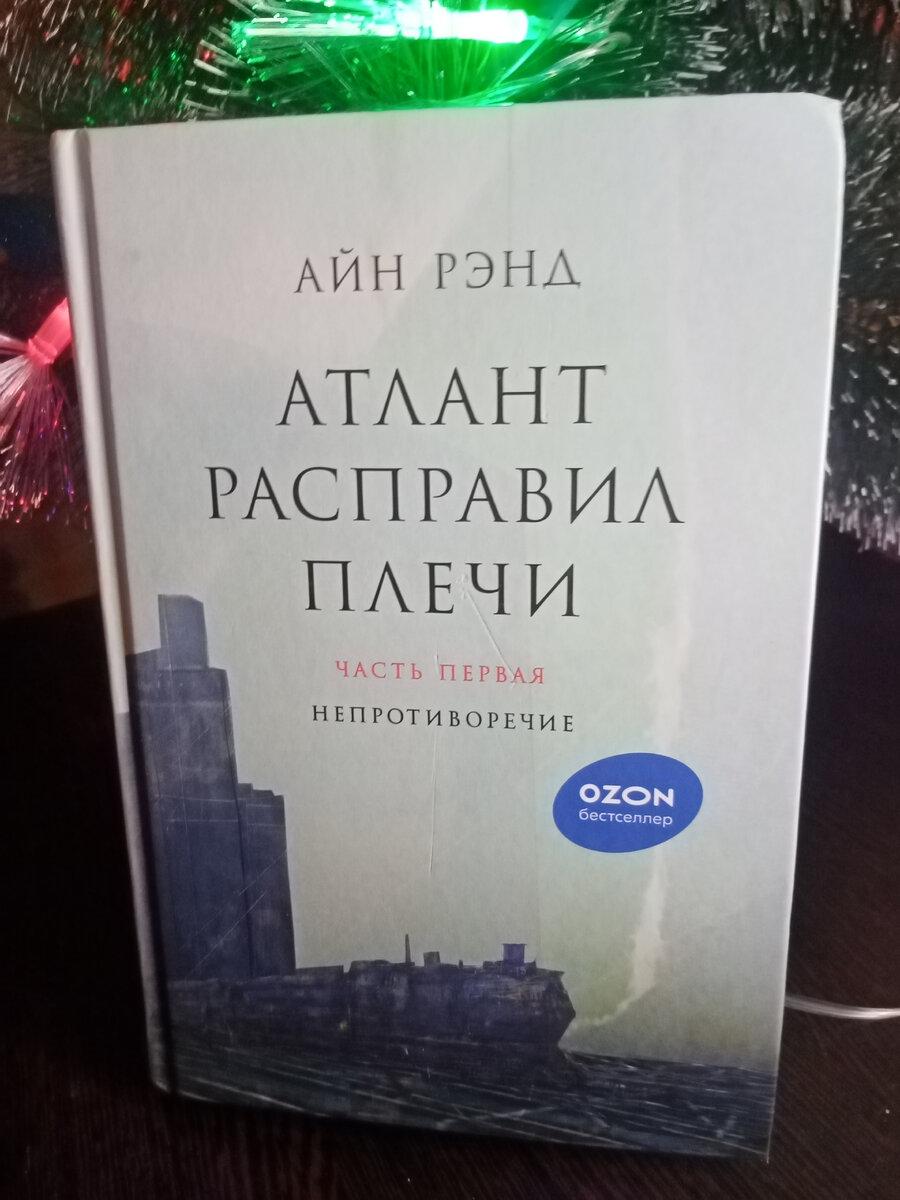 АЙН РЭНД
АТЛАНТ
РАСПРАВИЛ
ПЛЕЧИ
ЧАСТЬ ПЕРВАЯ
НЕПРОТИВОРЕЧИЕ
OZON
бестселлер